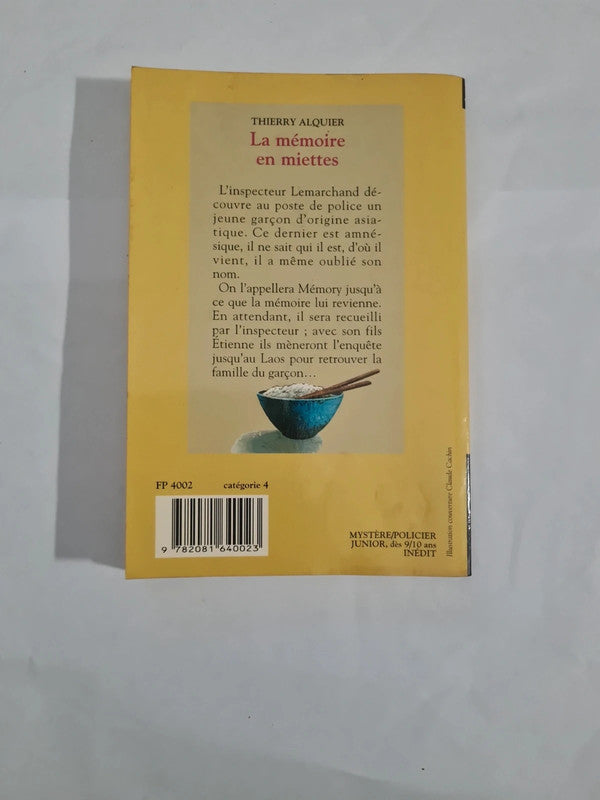 THIERRY ALQUIER
La mémoire
en miettes
L'inspecteur Lemarchand dé-
couvre au poste de police un
jeune garçon d'origine asia-
tique. Ce dernier est amné-
sique, il ne sait qui il est, d'où il
vient, il a même oublié son
nom.
On l'appellera Mémory jusqu'à
ce que la mémoire lui revienne.
En attendant, il sera recueilli
par l'inspecteur ; avec son fils
Étienne ils mèneront l'enquête
jusqu'au Laos pour retrouver la
famille du garçon...
FP 4002 catégorie 4
9 782081 640023
MYSTÈRE/POLICIER
JUNIOR, dès 9/10 ans
INÉDIT
Illustration couverture Claude Cachin